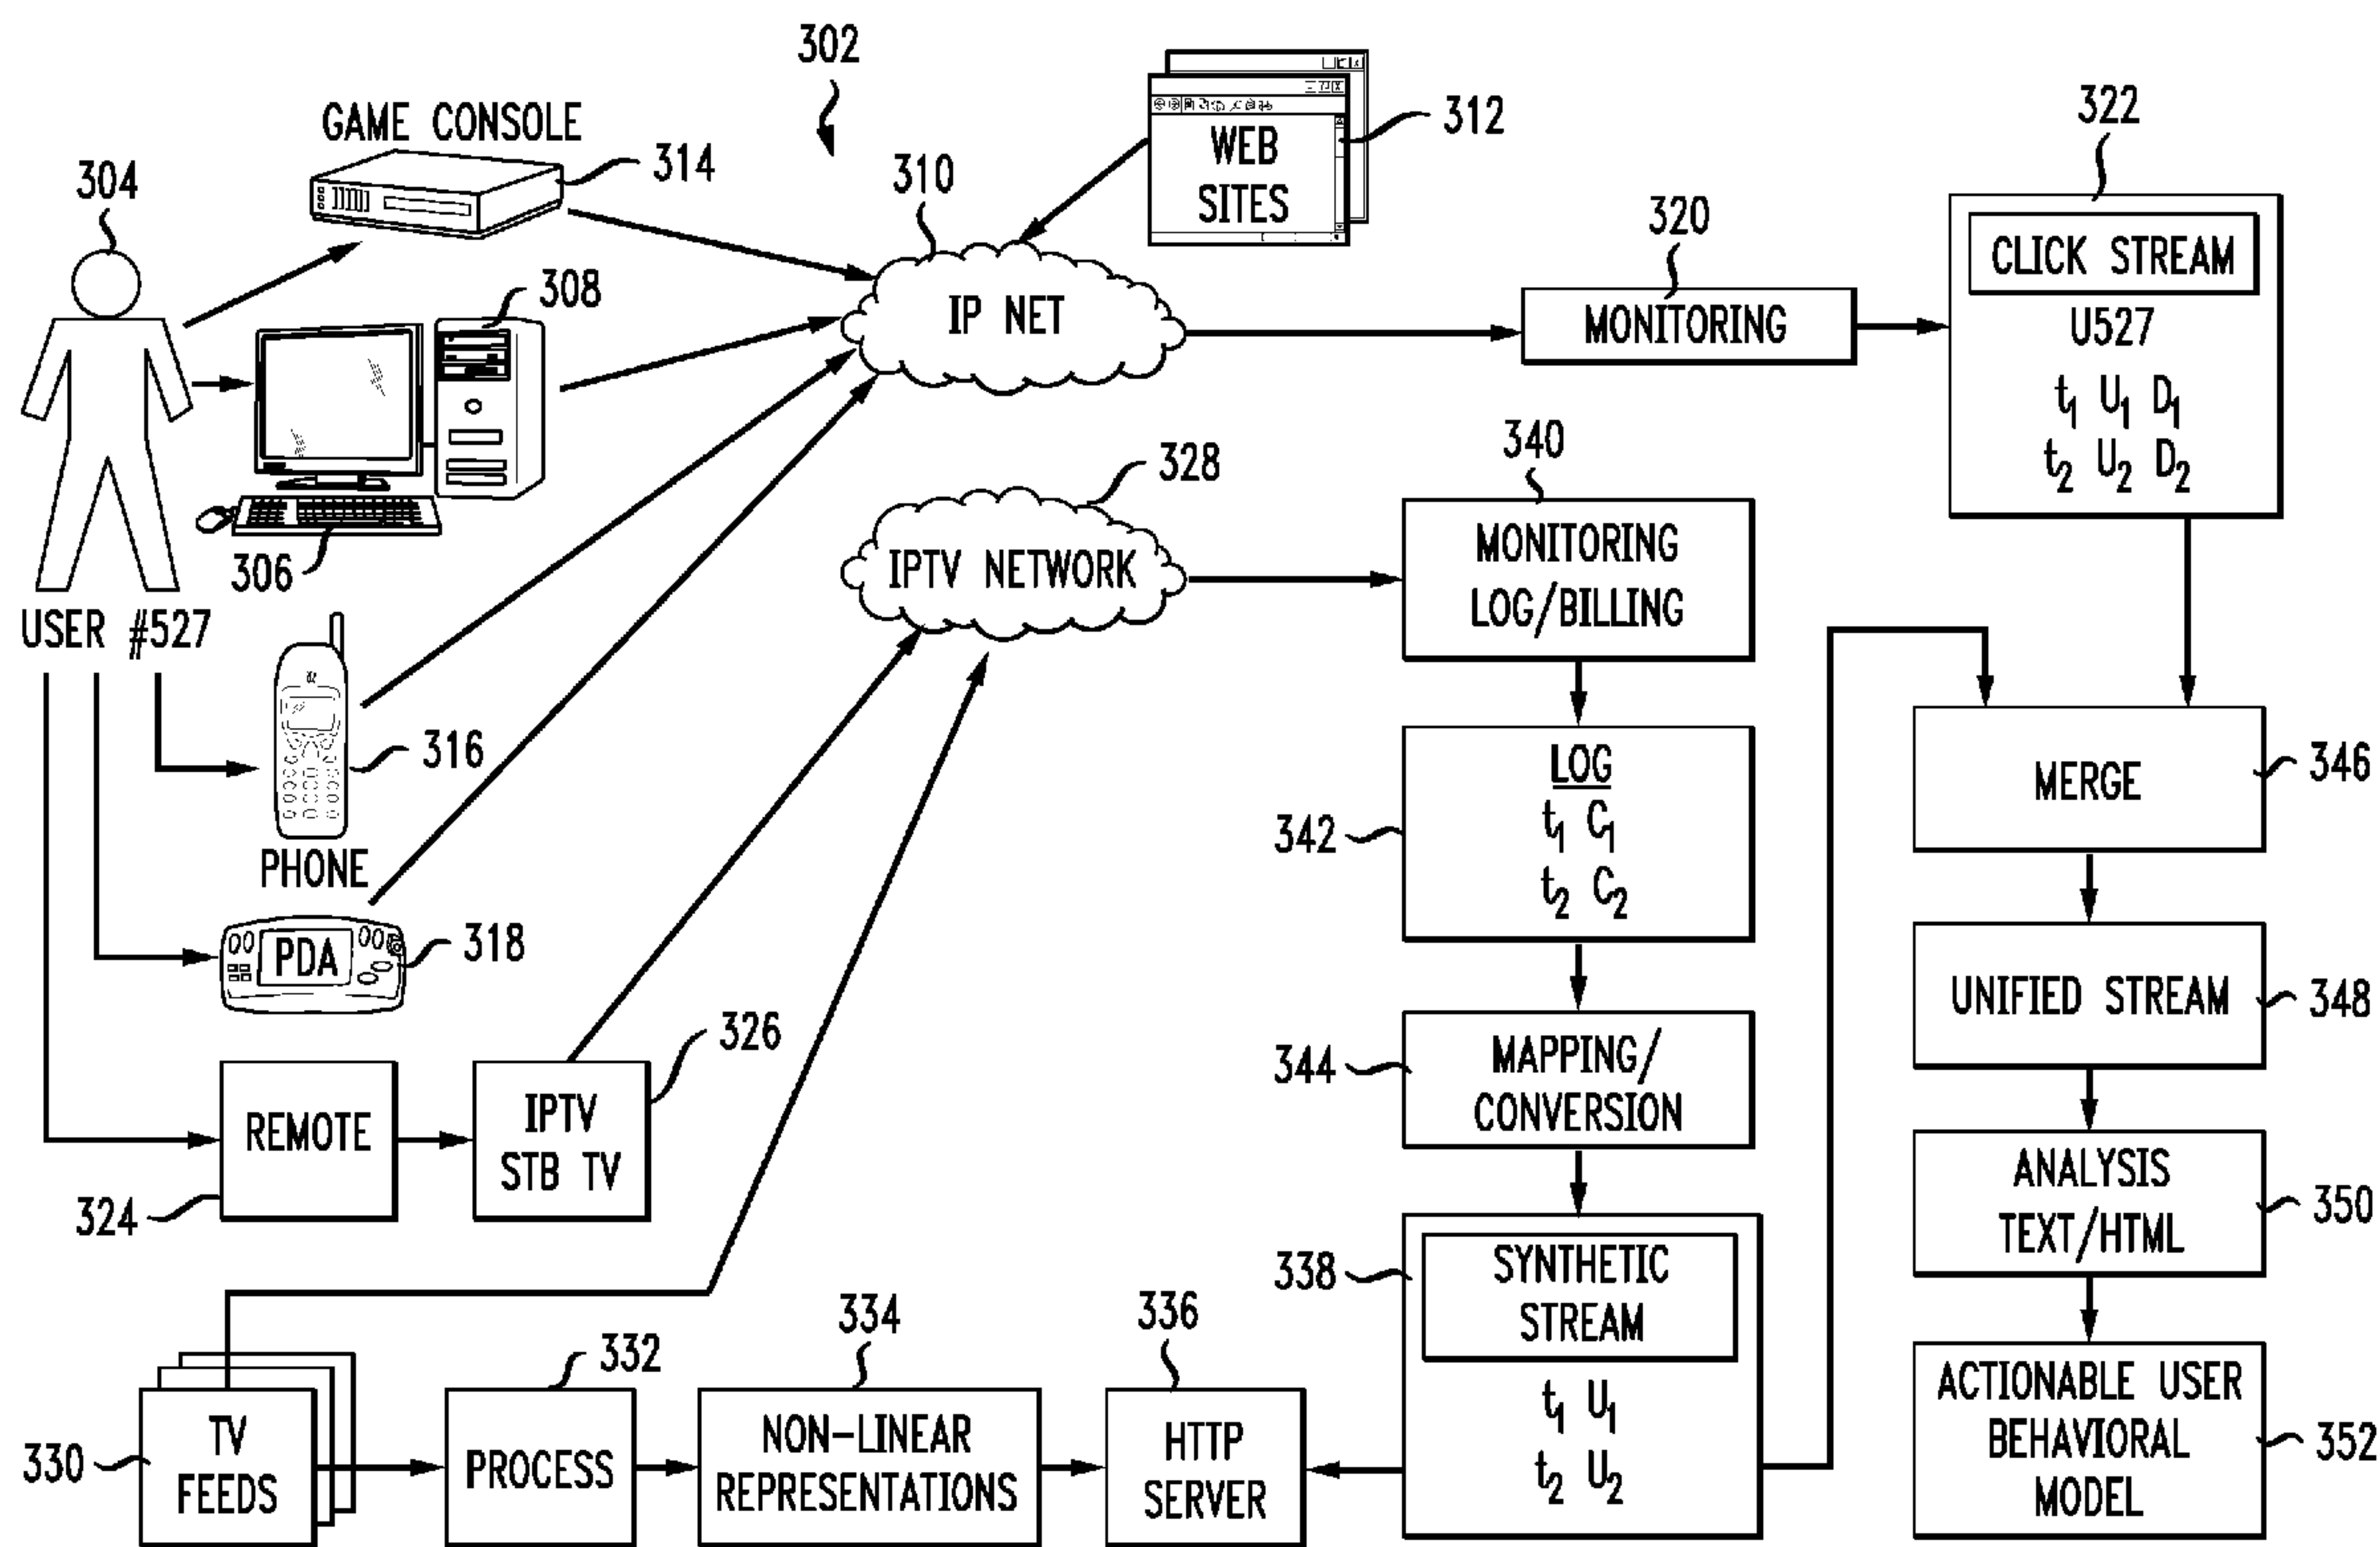 302
GAME CONSOLE
314
304
310
WEB
SITES
312
322
320
CLICK STREAM
U527
t1 U1 D1
t2 U2 D2
308
IP NET
MONITORING
306
USER #527
328
IPTV NETWORK
340
MONITORING
LOG/BILLING
316
PHONE
342
LOG
t1 C1
t2 C2
MERGE
346
PDA
318
UNIFIED STREAM
348
326
REMOTE
324
IPTV
STB TV
344
MAPPING/
CONVERSION
ANALYSIS
TEXT/HTML
350
338
SYNTHETIC
STREAM
t1 U1
t2 U2
330
TV
FEEDS
332
PROCESS
334
NON-LINEAR
REPRESENTATIONS
336
HTTP
SERVER
ACTIONABLE USER
BEHAVIORAL
MODEL
352